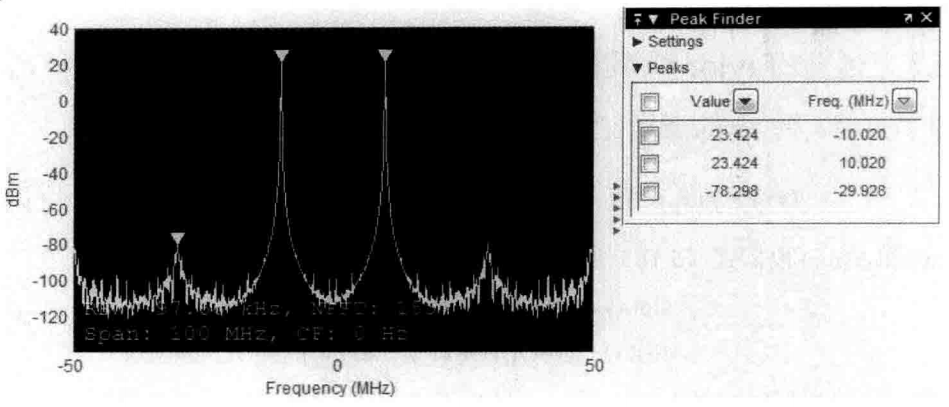 Peak Finder
Settings
Peaks
Value Freq. (MHz)
23.424 -10.020
23.424 10.020
-78.298 -29.928
dBm
40
20
0
-20
-40
-60
-80
-100
-120
kHz,
Span: 100 MHz, CF: 0 Hz
-50 0 50
Frequency (MHz)